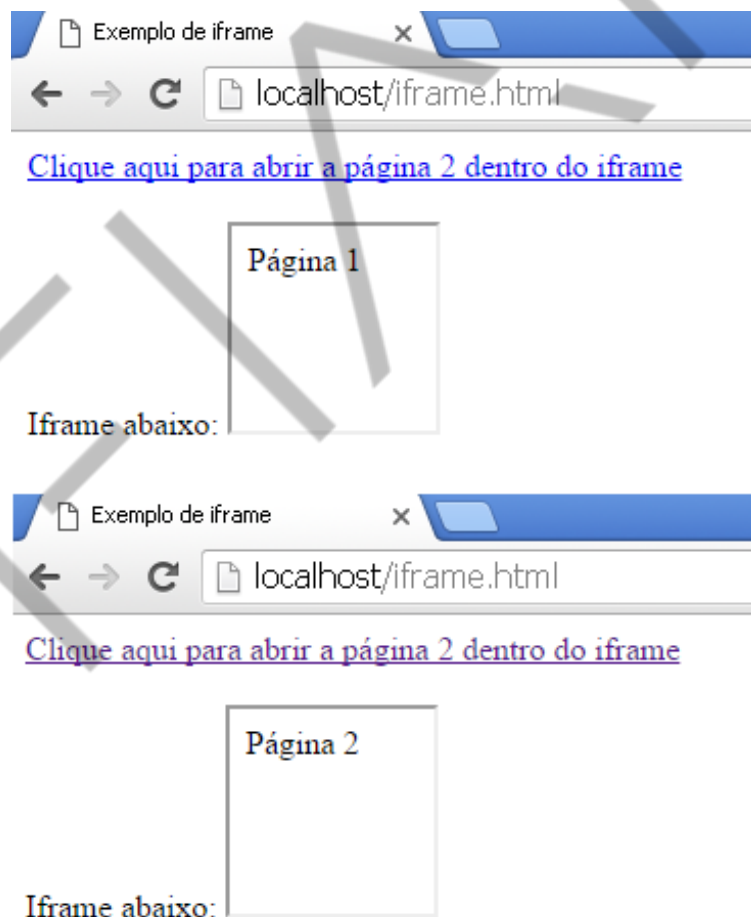 Exemplo de iframe
localhost/iframe.html
Clique aqui para abrir a página 2 dentro do iframe
Página 1
Iframe abaixo:
Exemplo de iframe
localhost/iframe.html
Clique aqui para abrir a página 2 dentro do iframe
Página 2
Iframe abaixo: